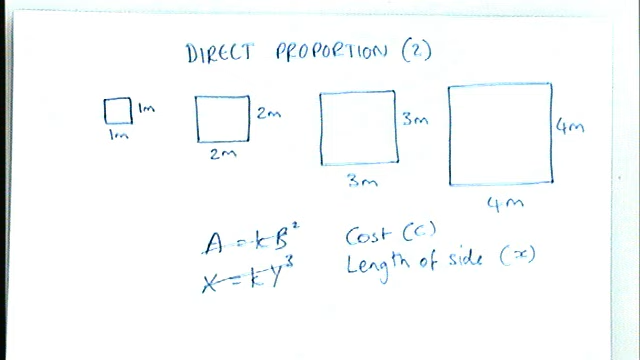 DIRECT PROPORTION (2)
1m
1m
2m
2m
3m
3m
4m
4m
A = kB²
X = kY³
Cost (C)
Length of side (x)